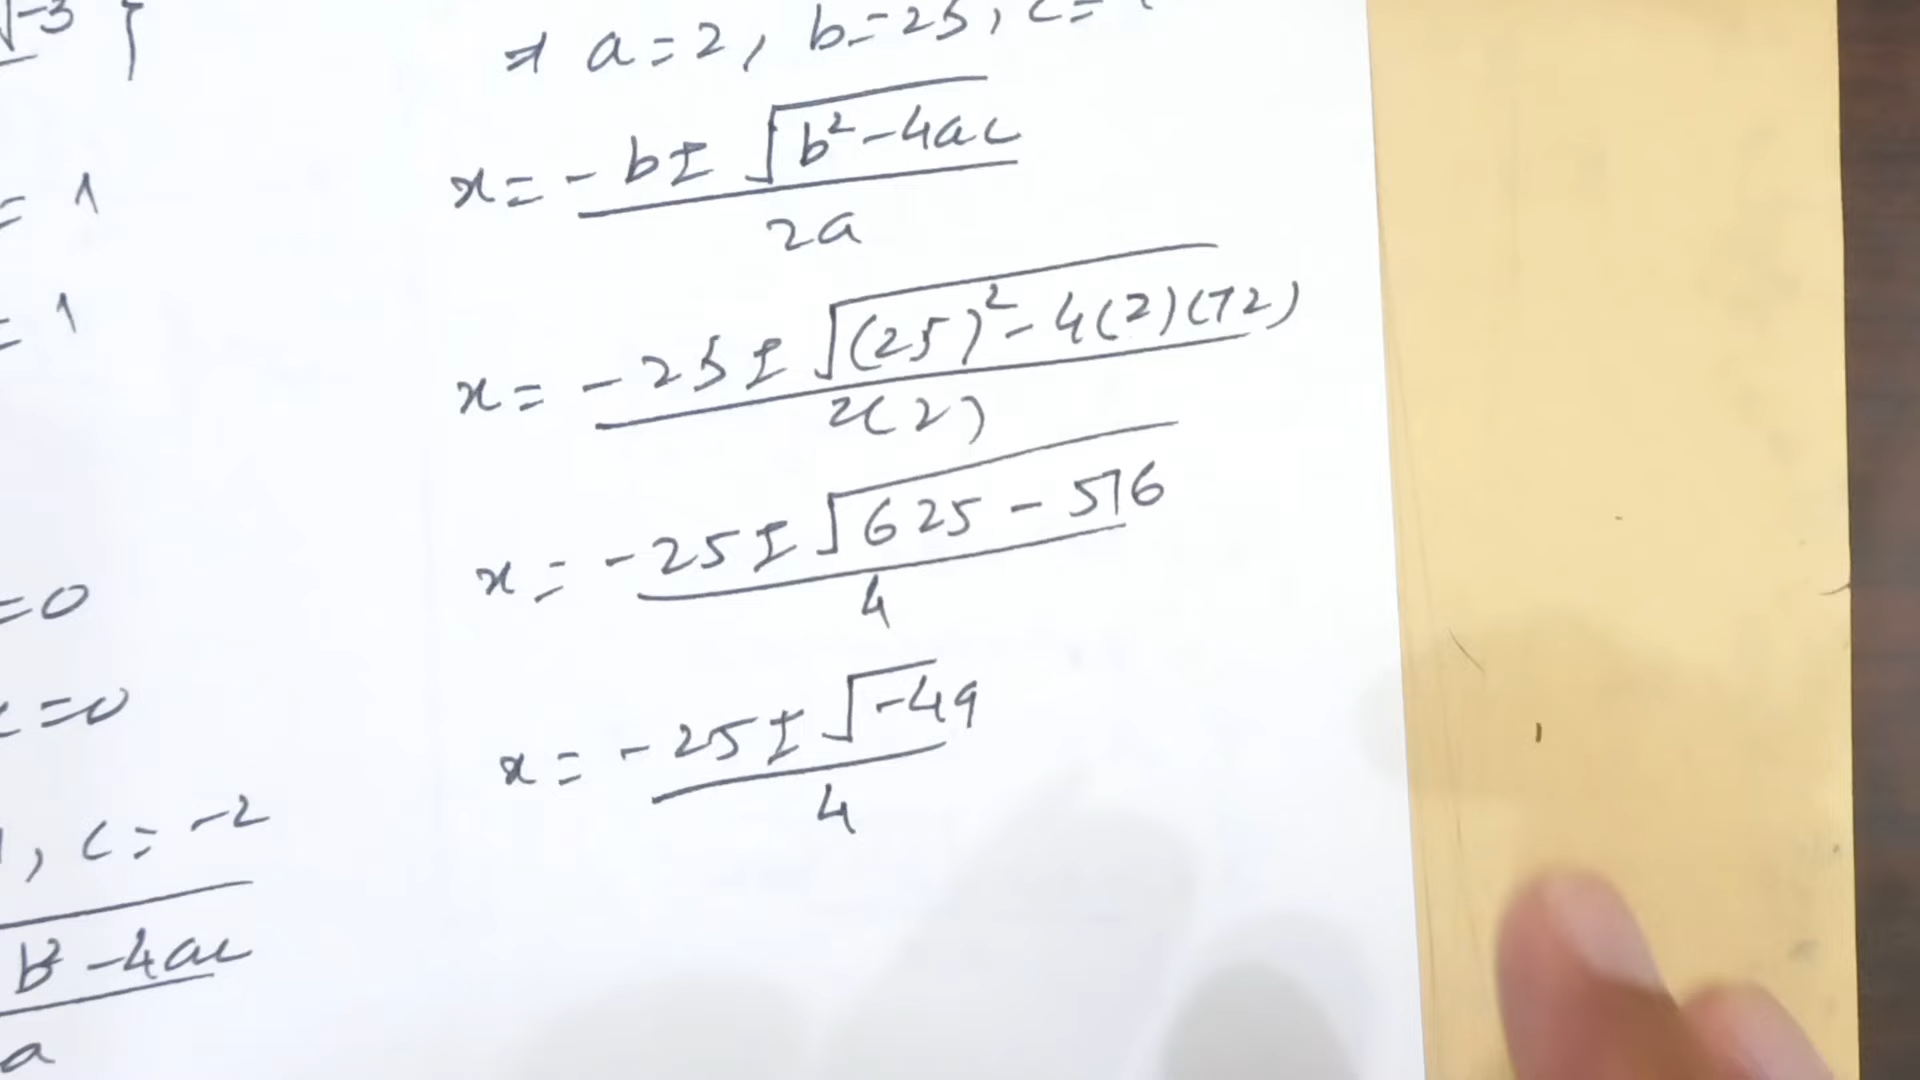 √-3 }
= 1
= 1
=0
=0
, c= -2
b² -4ac
a
⇒ a=2, b=25, c=
x= -b± √b²-4ac
2a
x= -25± √(25)²-4(2)(72)
2(2)
x= -25± √625-576
4
x= -25± √-49
4